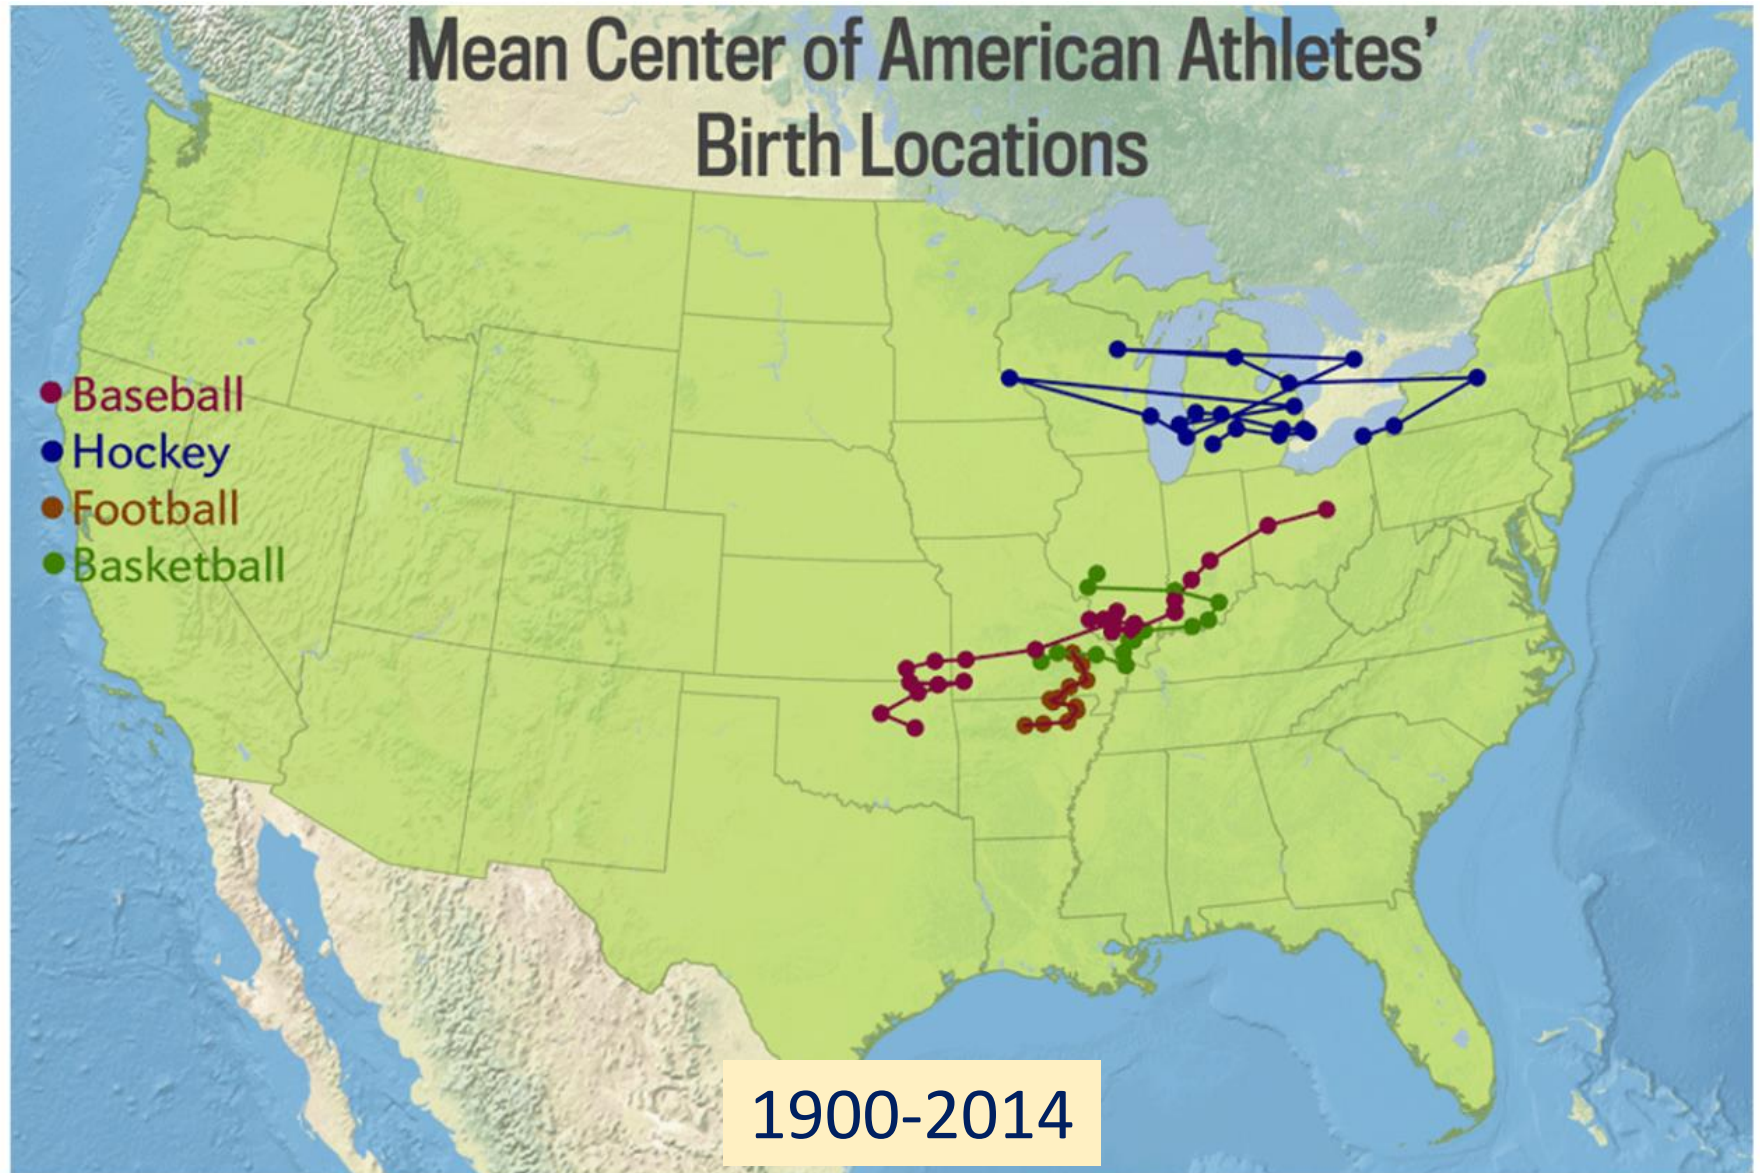 Mean Center of American Athletes’
Birth Locations
Baseball
Hockey
Football
Basketball
1900-2014